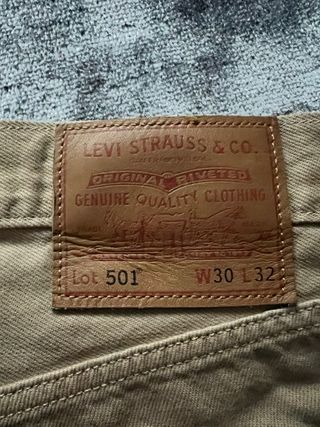 LEVI STRAUSS & CO.
ORIGINAL RIVETED
GENUINE QUALITY CLOTHING
Lot 501 W30 L32